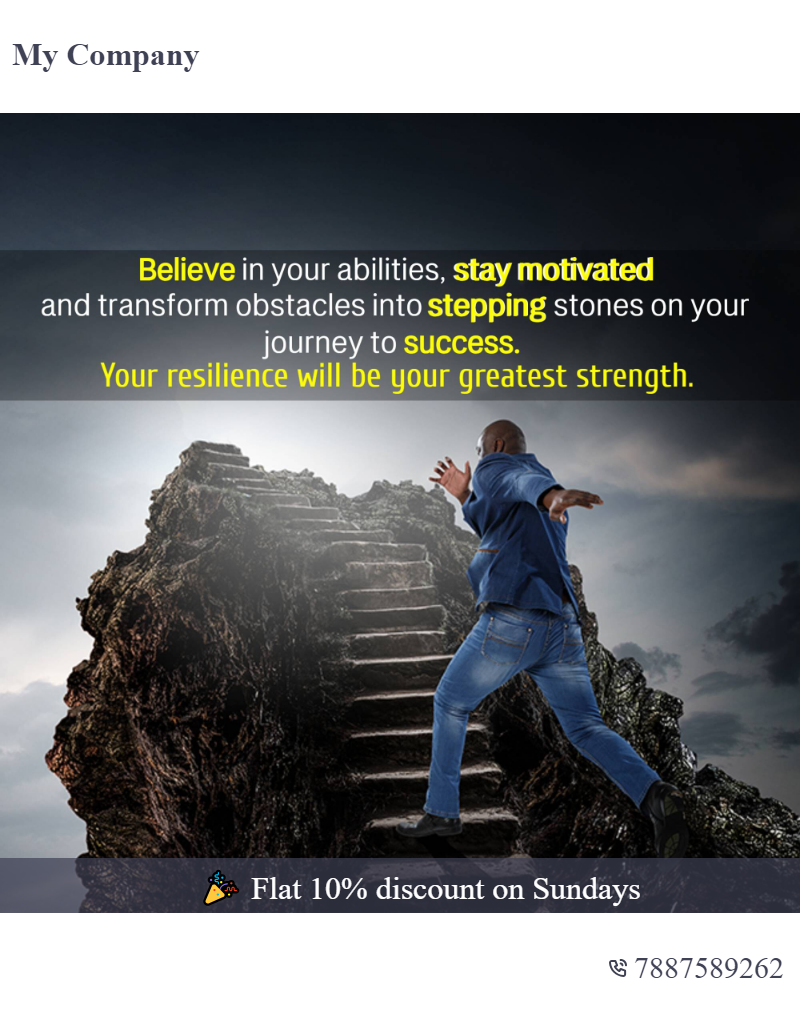 My Company
Believe in your abilities, stay motivated
and transform obstacles into stepping stones on your
journey to success.
Your resilience will be your greatest strength.
Flat 10% discount on Sundays
7887589262